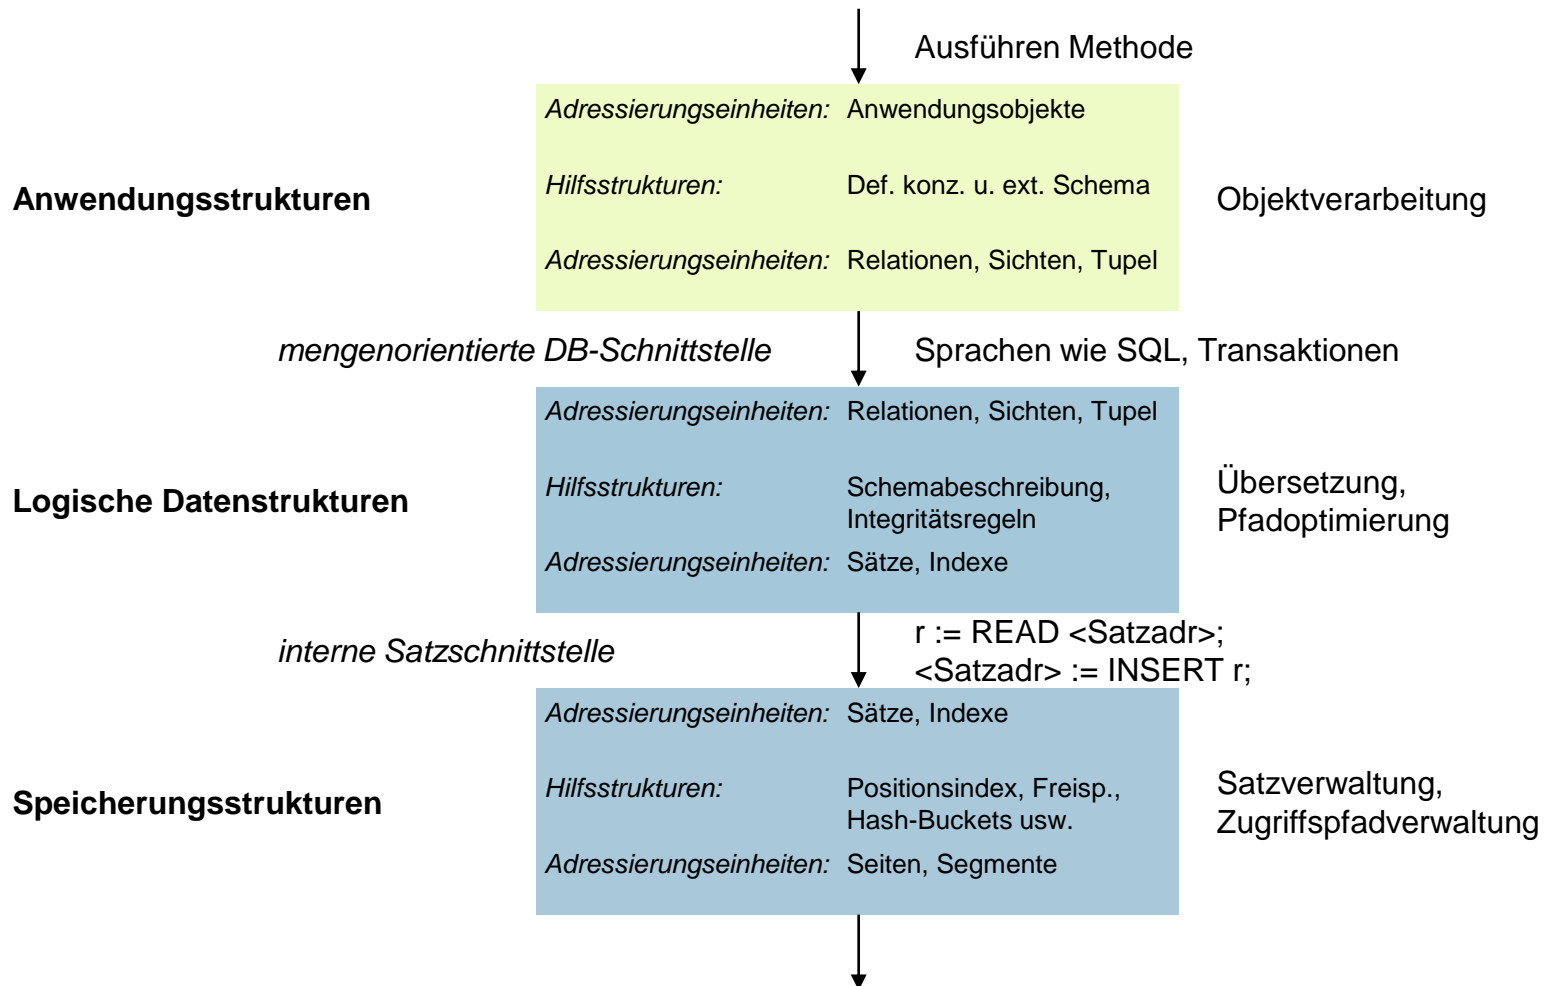 Ausführen Methode
Adressierungseinheiten: Anwendungsobjekte
Anwendungsstrukturen
Hilfsstrukturen: Def. konz. u. ext. Schema
Objektverarbeitung
Adressierungseinheiten: Relationen, Sichten, Tupel
mengenorientierte DB-Schnittstelle
Sprachen wie SQL, Transaktionen
Adressierungseinheiten: Relationen, Sichten, Tupel
Logische Datenstrukturen
Hilfsstrukturen: Schemabeschreibung,
Integritätsregeln
Übersetzung,
Pfadoptimierung
Adressierungseinheiten: Sätze, Indexe
interne Satzschnittstelle
r := READ <Satzadr>;
<Satzadr> := INSERT r;
Adressierungseinheiten: Sätze, Indexe
Speicherungsstrukturen
Hilfsstrukturen: Positionsindex, Freisp.,
Hash-Buckets usw.
Satzverwaltung,
Zugriffspfadverwaltung
Adressierungseinheiten: Seiten, Segmente